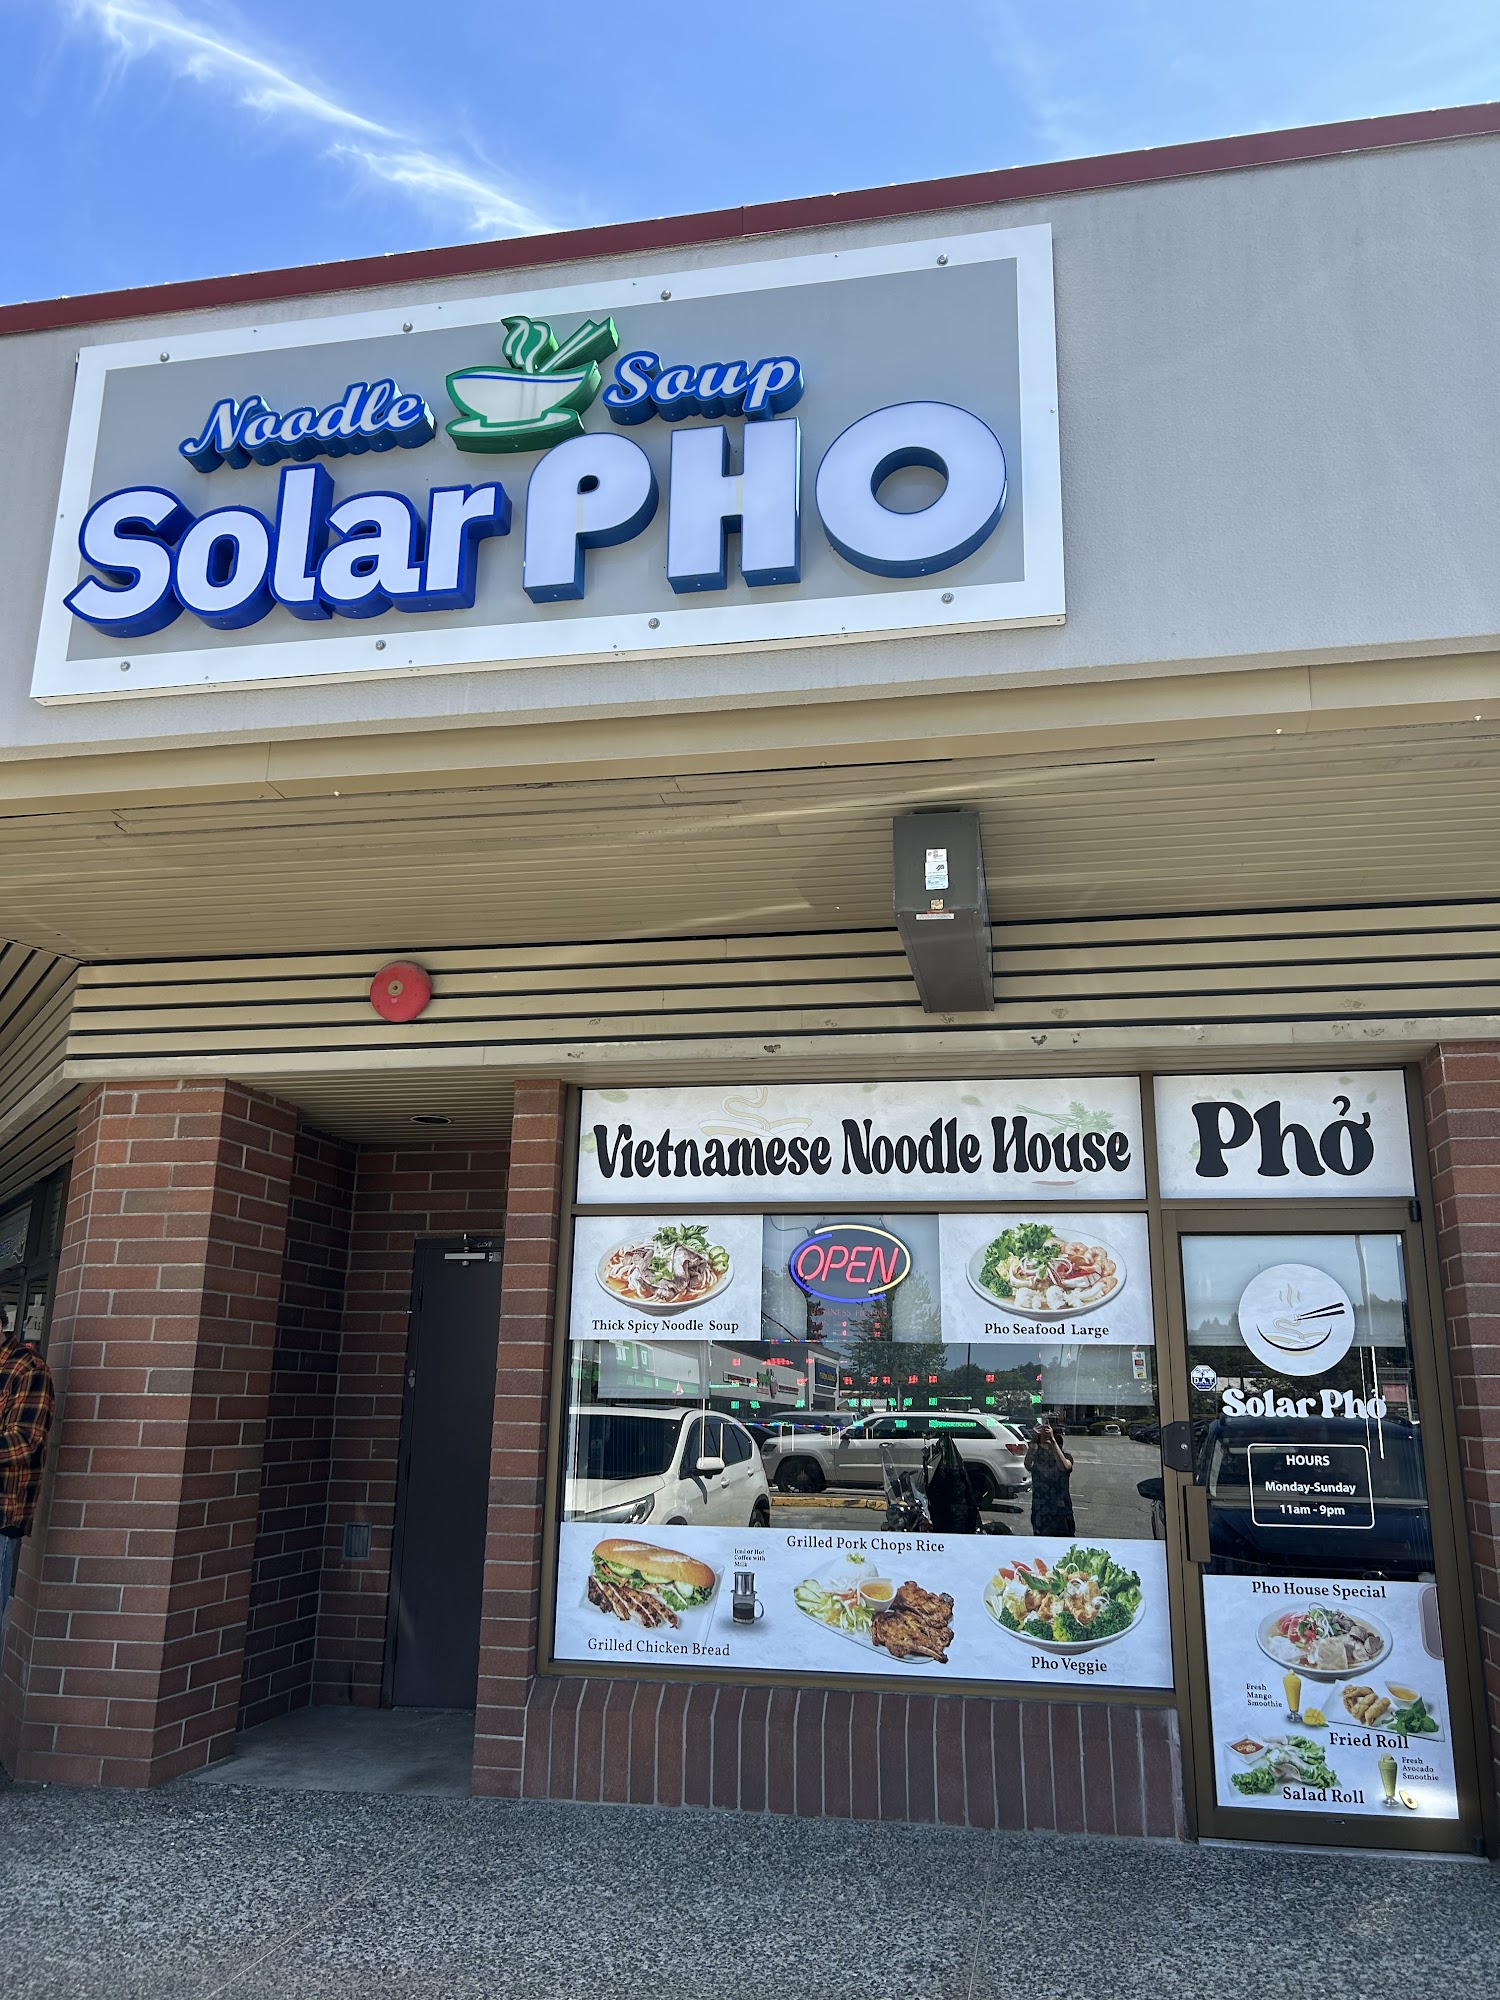 Noodle Soup
Solar PHO
Vietnamese Noodle House
Phở
Thick Spicy Noodle Soup
OPEN
Pho Seafood Large
D.A.T
Solar Phở
HOURS
Monday-Sunday
11am - 9pm
Grilled Chicken Bread
Iced or Hot
Coffee with
Milk
Grilled Pork Chops Rice
Pho Veggie
Pho House Special
Fresh
Mango
Smoothie
Fried Roll
Fresh
Avocado
Smoothie
Salad Roll